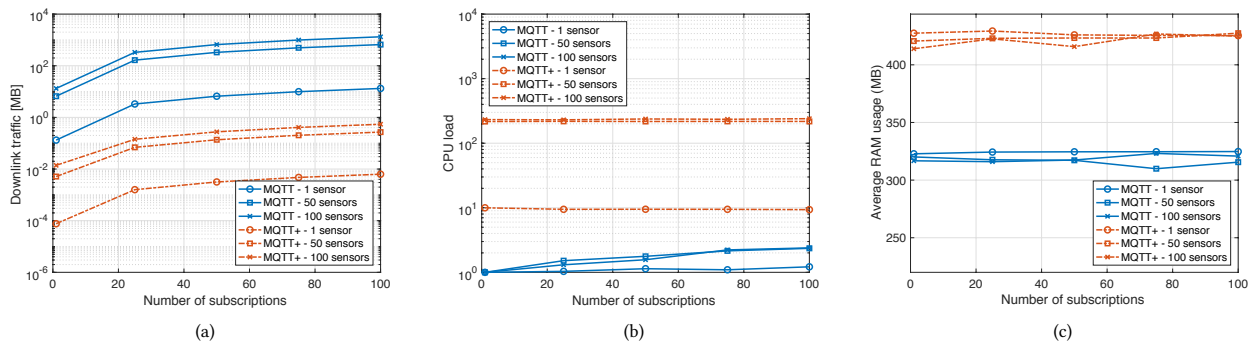 10^4
10^2
10^0
10^-2
10^-4
10^-6
Downlink traffic [MB]
MQTT - 1 sensor
MQTT - 50 sensors
MQTT - 100 sensors
MQTT+ - 1 sensor
MQTT+ - 50 sensors
MQTT+ - 100 sensors
0 20 40 60 80 100
Number of subscriptions
(a)
10^4
10^3
10^2
10^1
10^0
CPU load
MQTT - 1 sensor
MQTT - 50 sensors
MQTT - 100 sensors
MQTT+ - 1 sensor
MQTT+ - 50 sensors
MQTT+ - 100 sensors
0 20 40 60 80 100
Number of subscriptions
(b)
400
350
300
250
Average RAM usage (MB)
MQTT - 1 sensor
MQTT - 50
MQTT - 100 sensors
MQTT+ - 1 sensor
MQTT+ - 50 sensors
MQTT+ - 100 sensors
0 20 40 60 80 100
Number of subscriptions
(c)